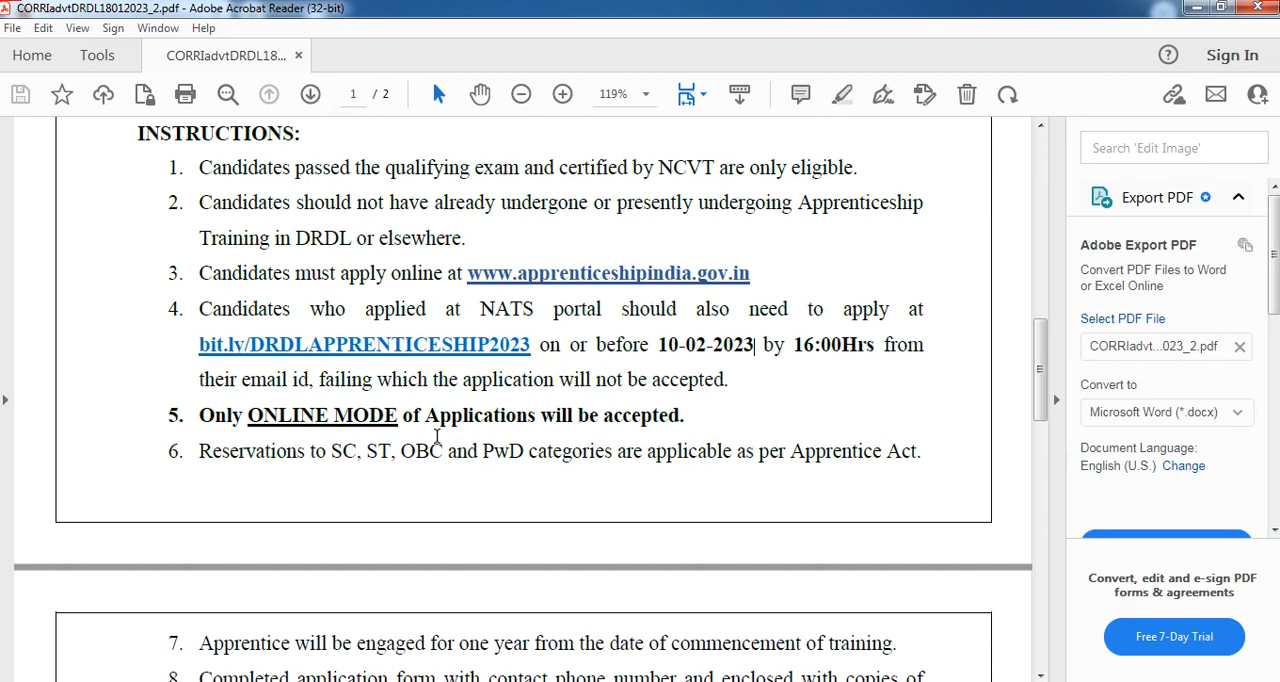 CORRIadvtDRDL18012023_2.pdf - Adobe Acrobat Reader (32-bit)
File Edit View Sign Window Help
Home Tools CORRIadvtDRDL18... × Sign In
1 / 2 119%
INSTRUCTIONS:
1. Candidates passed the qualifying exam and certified by NCVT are only eligible.
2. Candidates should not have already undergone or presently undergoing Apprenticeship
Training in DRDL or elsewhere.
3. Candidates must apply online at www.apprenticeshipindia.gov.in
4. Candidates who applied at NATS portal should also need to apply at
bit.lv/DRDLAPPRENTICESHIP2023 on or before 10-02-2023 by 16:00Hrs from
their email id, failing which the application will not be accepted.
5. Only ONLINE MODE of Applications will be accepted.
6. Reservations to SC, ST, OBC and PwD categories are applicable as per Apprentice Act.
7. Apprentice will be engaged for one year from the date of commencement of training.
8. Completed application form with contact phone number and enclosed with copies of
Search 'Edit Image'
Export PDF
Adobe Export PDF
Convert PDF Files to Word
or Excel Online
Select PDF File
CORRIadvt...023_2.pdf
Convert to
Microsoft Word (*.docx)
Document Language:
English (U.S.) Change
Convert, edit and e-sign PDF
forms & agreements
Free 7-Day Trial